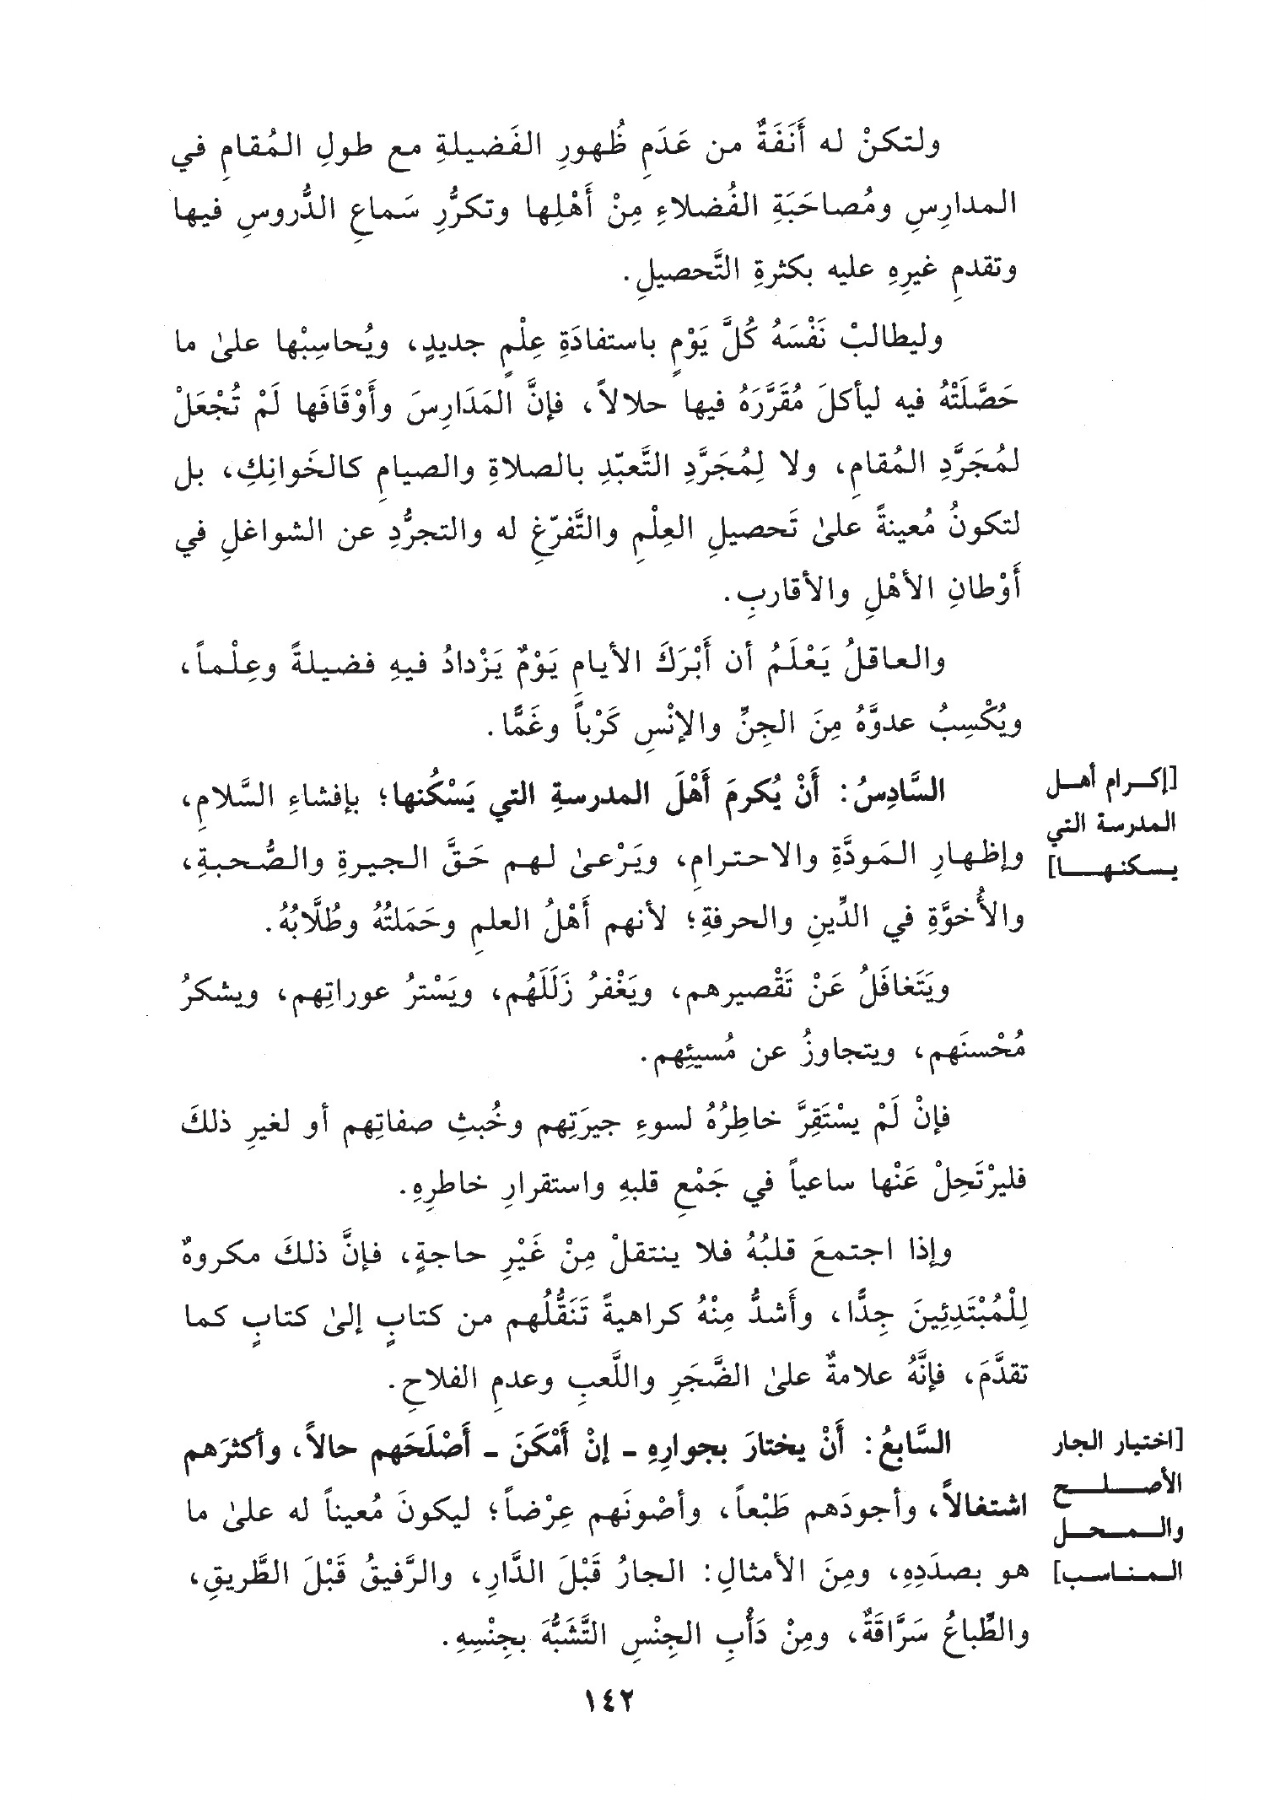 ولتكنْ له أَنَفَةٌ من عَدَمِ ظُهورِ الفَضيلةِ مع طولِ المُقامِ في
المدارِسِ ومُصاحَبَةِ الفُضلاءِ مِنْ أَهْلِها وتكرُّرِ سَماعِ الدُّروسِ فيها
وتقدمِ غيرِهِ عليه بكثرةِ التَّحصيلِ.
وليطالبْ نَفْسَهُ كُلَّ يَوْمٍ باستفادَةِ عِلْمٍ جديدٍ، ويُحاسِبْها علىٰ ما
حَصَّلَتْهُ فيه ليأكلَ مُقَرَّرَهُ فيها حلالاً، فإنَّ المَدَارِسَ وأَوْقَافَها لَمْ تُجْعَلْ
لمُجَرَّدِ المُقامِ، ولا لِمُجَرَّدِ التَّعبّدِ بالصلاةِ والصيامِ كالخَوانِكِ، بل
لتكونُ مُعينةً علىٰ تَحصيلِ العِلْمِ والتَّفرّغِ له والتجرُّدِ عن الشواغلِ في
أَوْطانِ الأهْلِ والأقاربِ.
والعاقلُ يَعْلَمُ أن أَبْرَكَ الأيامِ يَوْمٌ يَزْدادُ فيهِ فضيلةً وعِلْماً،
ويُكْسِبُ عدوَّهُ مِنَ الجِنِّ والإنْسِ كَرْباً وغَمًّا.
[إكرام أهل
المدرسة التي
يسكنها]
السَّادِسُ: أَنْ يُكرمَ أَهْلَ المدرسةِ التي يَسْكُنها؛ بإفشاءِ السَّلامِ،
وإظهارِ المَودَّةِ والاحترامِ، ويَرْعىٰ لهم حَقَّ الجيرةِ والصُّحبةِ،
والأُخوَّةِ في الدِّينِ والحرفةِ؛ لأنهم أَهْلُ العلمِ وحَمَلتُهُ وطُلَّابُهُ.
ويَتَغافَلُ عَنْ تَقْصيرهم، ويَغْفرُ زَلَلَهُم، ويَسْترُ عوراتِهم، ويشكرُ
مُحْسنَهم، ويتجاوزُ عن مُسيئِهم.
فإنْ لَمْ يسْتَقِرَّ خاطِرُهُ لسوءِ جيرَتِهم وخُبثِ صفاتِهم أو لغيرِ ذلكَ
فليرْتَحِلْ عَنْها ساعياً في جَمْعِ قلبهِ واستقرارِ خاطرِهِ.
وإذا اجتمعَ قلبُهُ فلا ينتقلْ مِنْ غَيْرِ حاجةٍ، فإنَّ ذلكَ مكروهٌ
لِلْمُبْتَدِئِينَ جِدًّا، وأَشدُّ مِنْهُ كراهيةً تَنَقُّلُهم من كتابٍ إلىٰ كتابٍ كما
تقدَّمَ، فإنَّهُ علامةٌ علىٰ الضَّجَرِ واللَّعبِ وعدمِ الفلاحِ.
[اختيار الجار
الأصلح
والمحل
المناسب]
السَّابعُ: أَنْ يختارَ بجوارِهِ - إنْ أَمْكَنَ - أَصْلَحَهم حالاً، وأكثرَهم
اشتغالاً، وأجودَهم طَبْعاً، وأصْونَهم عِرْضاً؛ ليكونَ مُعيناً له علىٰ ما
هو بصدَدِهِ، ومِنَ الأمثالِ: الجارُ قَبْلَ الدَّارِ، والرَّفيقُ قَبْلَ الطَّريقِ،
والطِّباعُ سَرَّاقَةٌ، ومِنْ دَأْبِ الجِنْسِ التَّشَبُّهَ بجِنْسِهِ.
١٤٢